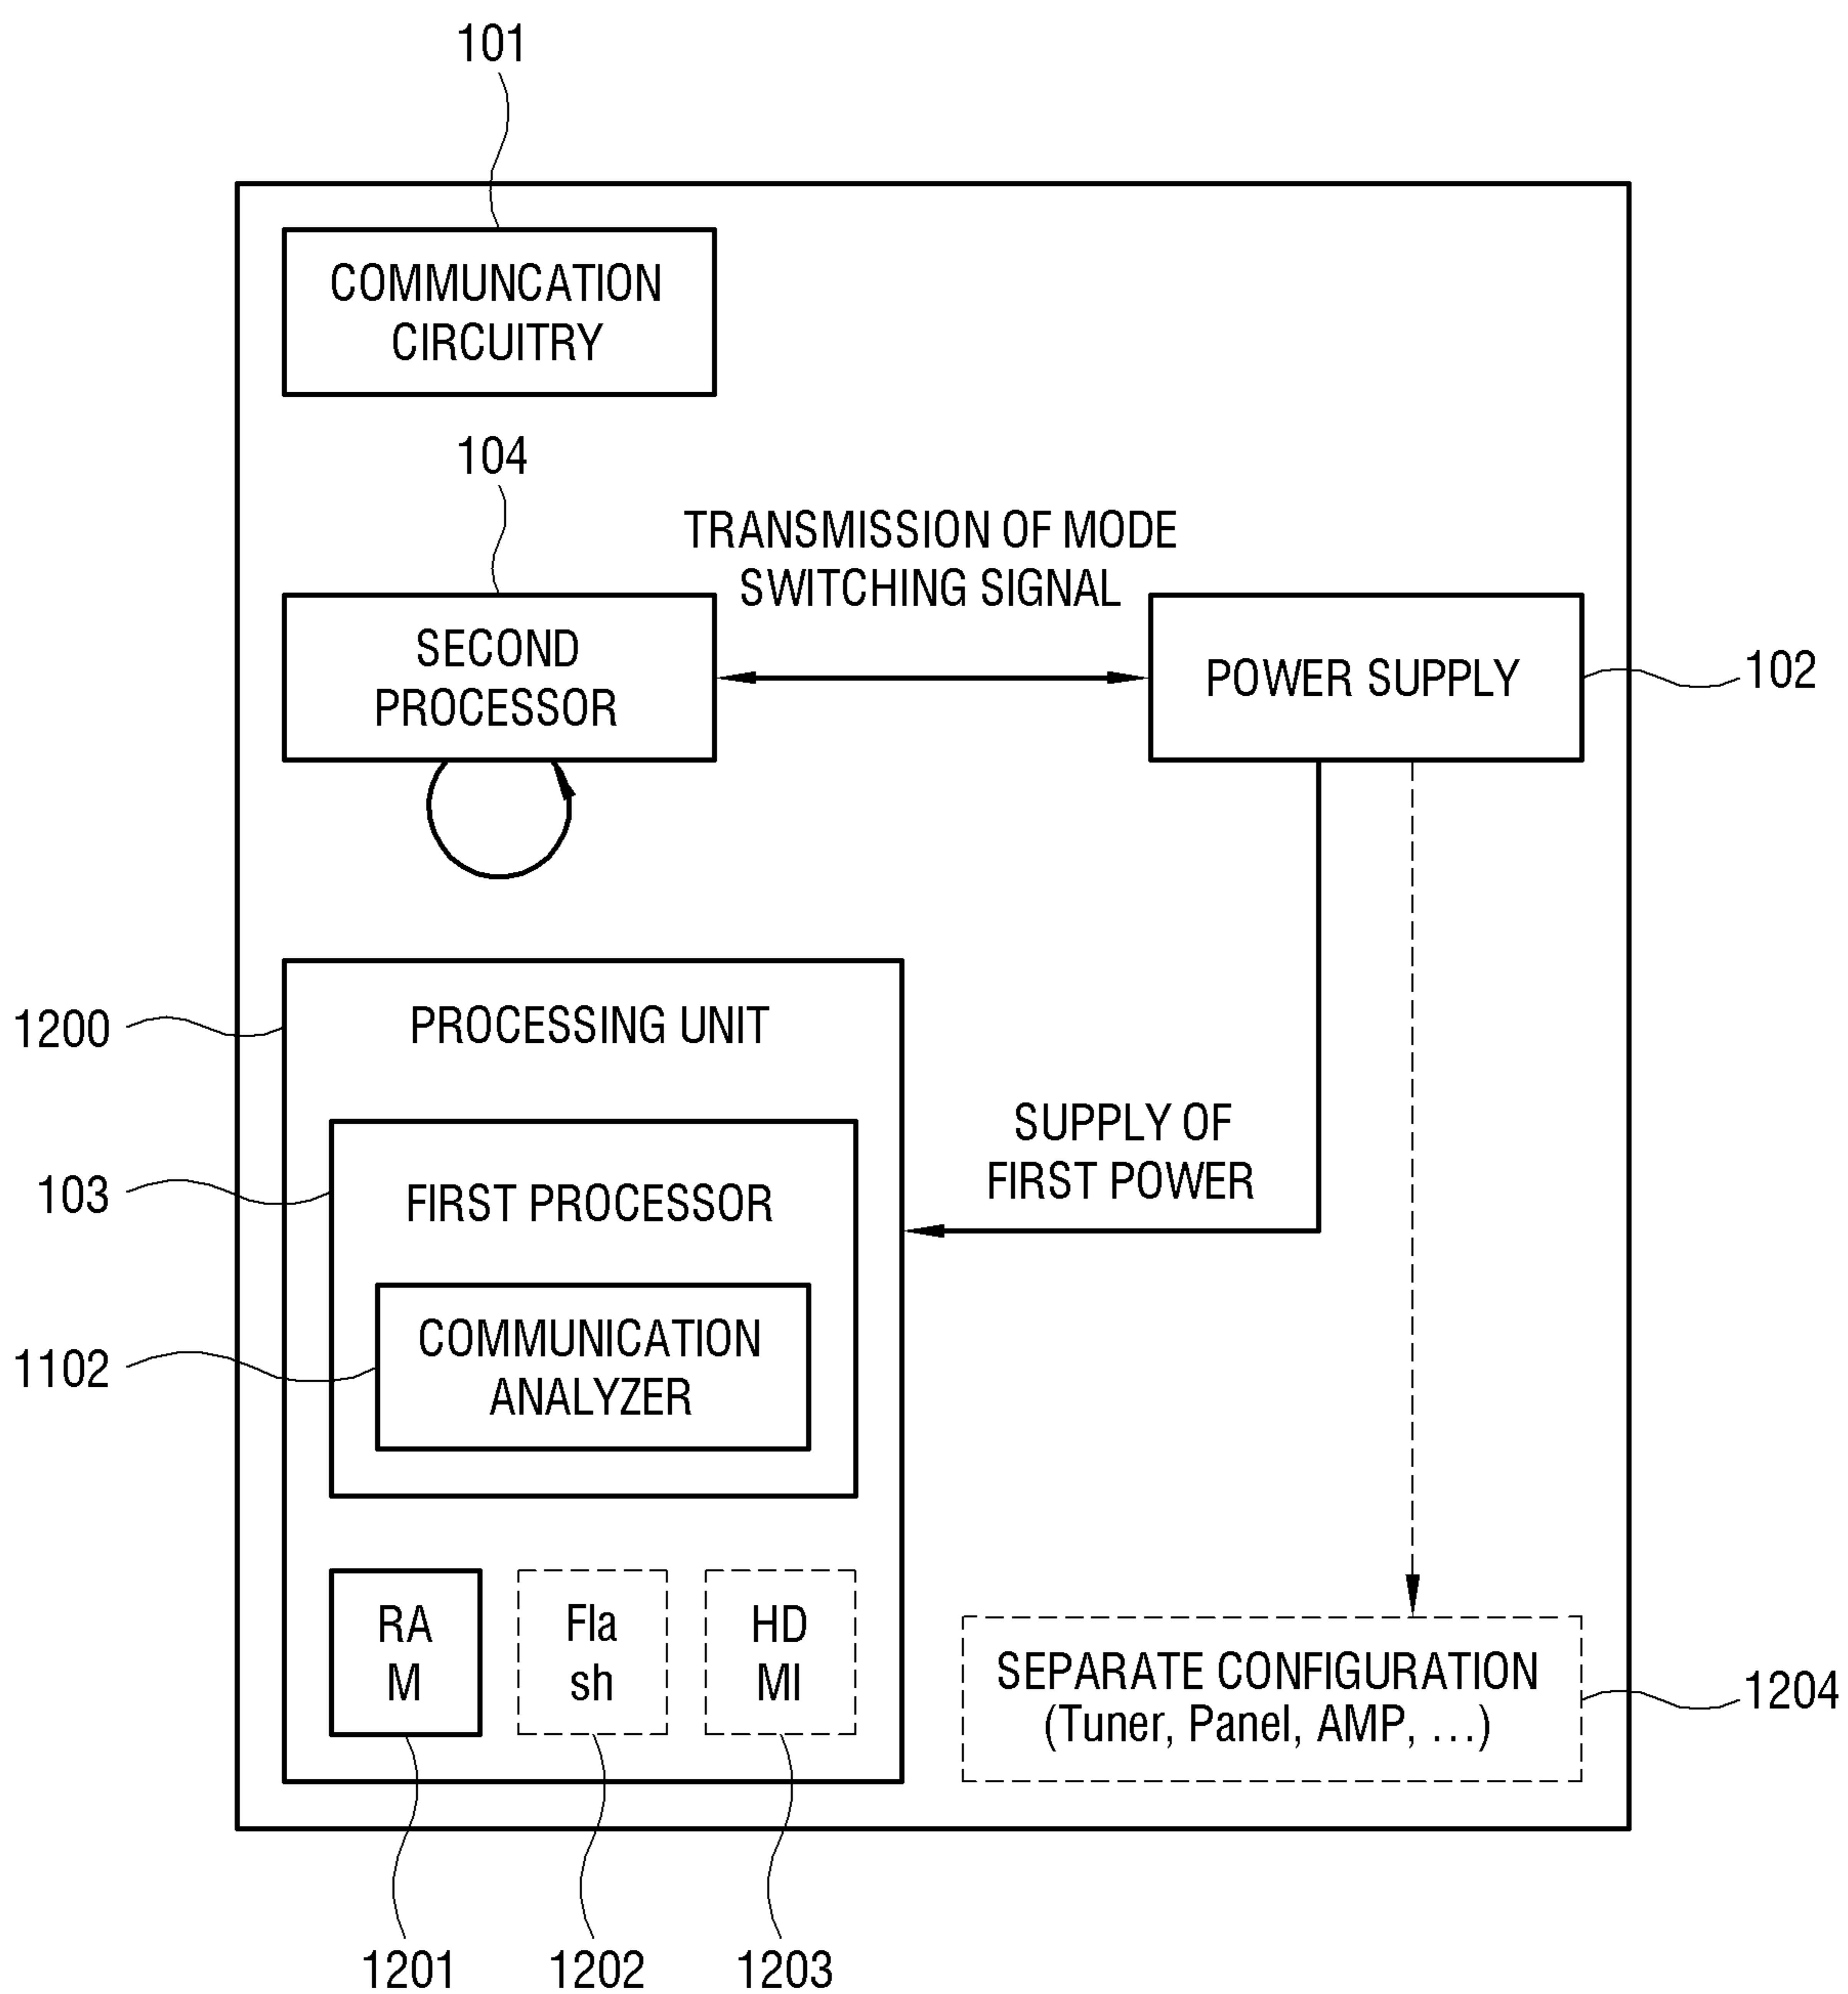 101
COMMUNCATION
CIRCUITRY
104
TRANSMISSION OF MODE
SWITCHING SIGNAL
SECOND
PROCESSOR
POWER SUPPLY
102
1200
PROCESSING UNIT
SUPPLY OF
FIRST POWER
103
FIRST PROCESSOR
1102
COMMUNICATION
ANALYZER
RA
M
Fla
sh
HD
MI
SEPARATE CONFIGURATION
(Tuner, Panel, AMP, ...)
1204
1201
1202
1203